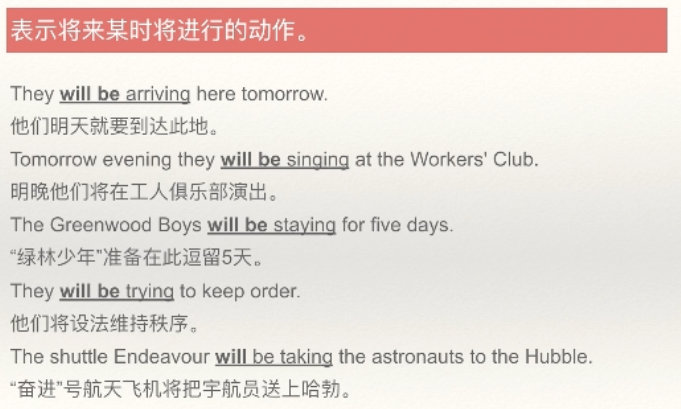 表示将来某时将进行的动作。
They will be arriving here tomorrow.
他们明天就要到达此地。
Tomorrow evening they will be singing at the Workers' Club.
明晚他们将在工人俱乐部演出。
The Greenwood Boys will be staying for five days.
“绿林少年”准备在此逗留5天。
They will be trying to keep order.
他们将设法维持秩序。
The shuttle Endeavour will be taking the astronauts to the Hubble.
“奋进”号航天飞机将把宇航员送上哈勃。